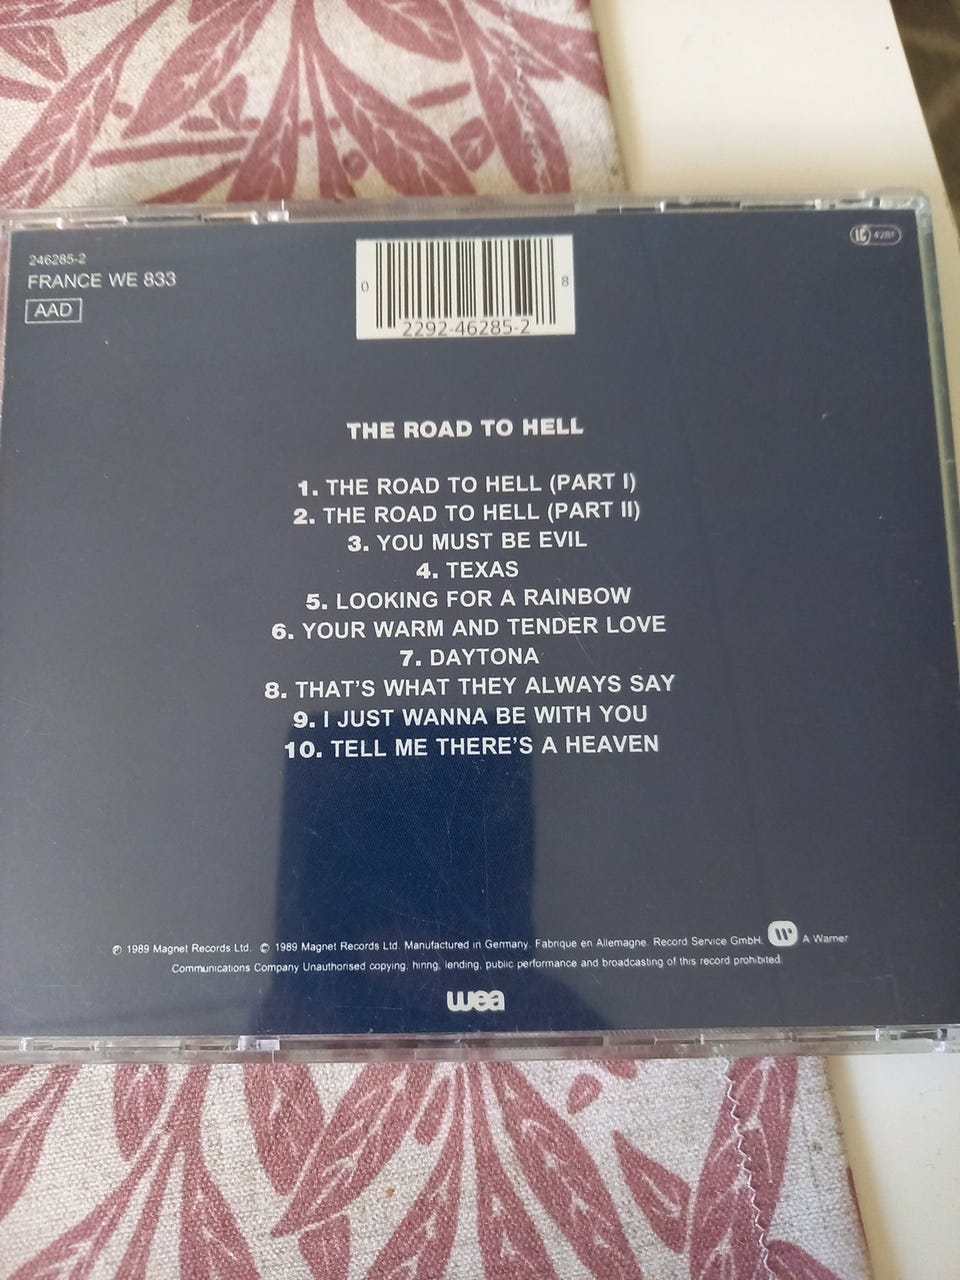 246285-2
FRANCE WE 833
AAD
0 8
2292-46285-2
LC 4281
THE ROAD TO HELL
1. THE ROAD TO HELL (PART I)
2. THE ROAD TO HELL (PART II)
3. YOU MUST BE EVIL
4. TEXAS
5. LOOKING FOR A RAINBOW
6. YOUR WARM AND TENDER LOVE
7. DAYTONA
8. THAT'S WHAT THEY ALWAYS SAY
9. I JUST WANNA BE WITH YOU
10. TELL ME THERE'S A HEAVEN
℗ 1989 Magnet Records Ltd. © 1989 Magnet Records Ltd. Manufactured in Germany. Fabriqué en Allemagne. Record Service GmbH. W A Warner
Communications Company Unauthorised copying, hiring, lending, public performance and broadcasting of this record prohibited.
wea